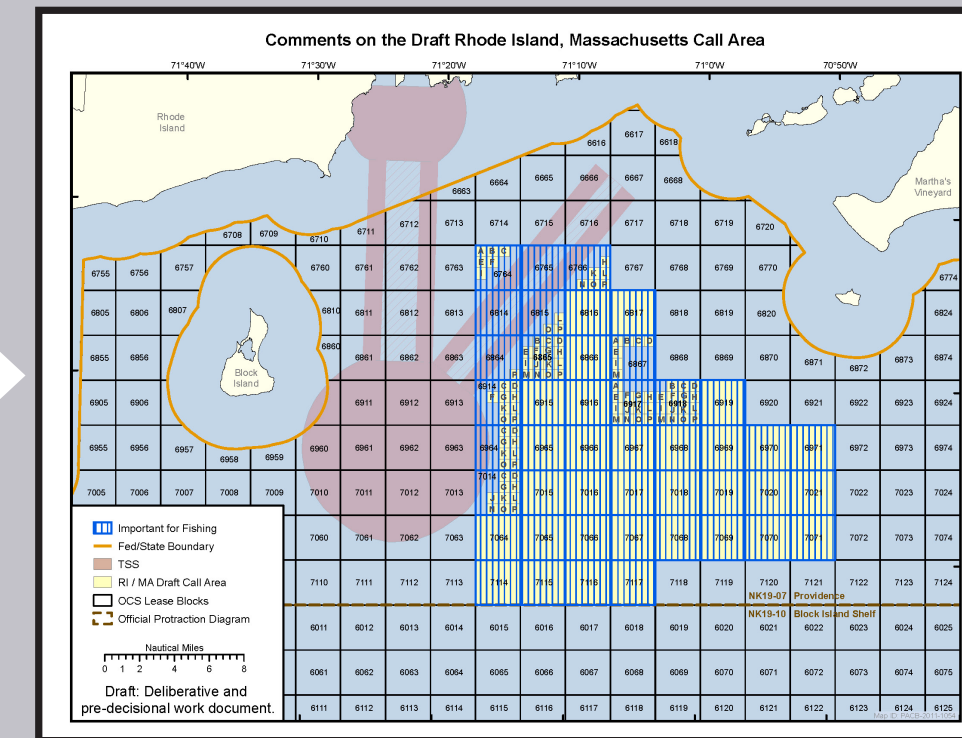 Comments on the Draft Rhode Island, Massachusetts Call Area
71°40'W 71°30'W 71°20'W 71°10'W 71°0'W 70°50'W
Rhode
Island
Martha's
Vineyard
6616 6617 6618
6663 6664 6665 6666 6667 6668
6708 6709 6710 6711 6712 6713 6714 6715 6716 6717 6718 6719 6720
6755 6756 6757 6760 6761 6762 6763 6764 6765 6766 6767 6768 6769 6770 6774
6805 6806 6807 6810 6811 6812 6813 6814 6815 6816 6817 6818 6819 6820 6824
6855 6856 6860 6861 6862 6863 6864 6865 6866 6867 6868 6869 6870 6871 6872 6873 6874
Block
Island
6905 6906 6911 6912 6913 6914 6915 6916 6917 6918 6919 6920 6921 6922 6923 6924
6955 6956 6957 6958 6959 6960 6961 6962 6963 6964 6965 6966 6967 6968 6969 6970 6971 6972 6973 6974
7005 7006 7007 7008 7009 7010 7011 7012 7013 7014 7015 7016 7017 7018 7019 7020 7021 7022 7023 7024
7060 7061 7062 7063 7064 7065 7066 7067 7068 7069 7070 7071 7072 7073 7074
7110 7111 7112 7113 7114 7115 7116 7117 7118 7119 7120 7121 7122 7123 7124
NK19-07 Providence
NK19-10 Block Island Shelf
6011 6012 6013 6014 6015 6016 6017 6018 6019 6020 6021 6022 6023 6024 6025
6061 6062 6063 6064 6065 6066 6067 6068 6069 6070 6071 6072 6073 6074 6075
6111 6112 6113 6114 6115 6116 6117 6118 6119 6120 6121 6122 6123 6124 6125
Important for Fishing
Fed/State Boundary
TSS
RI / MA Draft Call Area
OCS Lease Blocks
Official Protraction Diagram
Nautical Miles
0 1 2 4 6 8
Draft: Deliberative and
pre-decisional work document.
Map ID: PACB-2011-1054